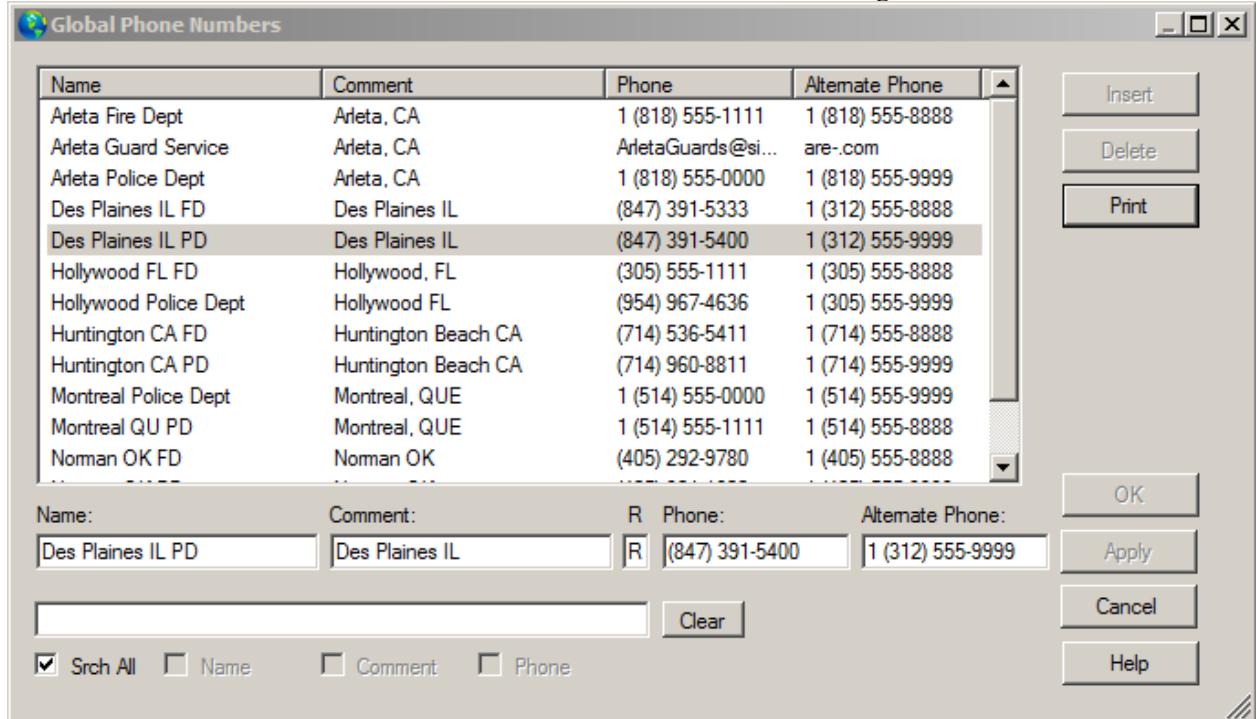 Global Phone Numbers
Name Comment Phone Alternate Phone
Arleta Fire Dept Arleta, CA 1 (818) 555-1111 1 (818) 555-8888
Arleta Guard Service Arleta, CA ArletaGuards@si... are-.com
Arleta Police Dept Arleta, CA 1 (818) 555-0000 1 (818) 555-9999
Des Plaines IL FD Des Plaines IL (847) 391-5333 1 (312) 555-8888
Des Plaines IL PD Des Plaines IL (847) 391-5400 1 (312) 555-9999
Hollywood FL FD Hollywood, FL (305) 555-1111 1 (305) 555-8888
Hollywood Police Dept Hollywood FL (954) 967-4636 1 (305) 555-9999
Huntington CA FD Huntington Beach CA (714) 536-5411 1 (714) 555-8888
Huntington CA PD Huntington Beach CA (714) 960-8811 1 (714) 555-9999
Montreal Police Dept Montreal, QUE 1 (514) 555-0000 1 (514) 555-9999
Montreal QU PD Montreal, QUE 1 (514) 555-1111 1 (514) 555-8888
Norman OK FD Norman OK (405) 292-9780 1 (405) 555-8888
Insert
Delete
Print
Name: Comment: R Phone: Alternate Phone:
Des Plaines IL PD Des Plaines IL R (847) 391-5400 1 (312) 555-9999
Clear
Srch All Name Comment Phone
OK
Apply
Cancel
Help